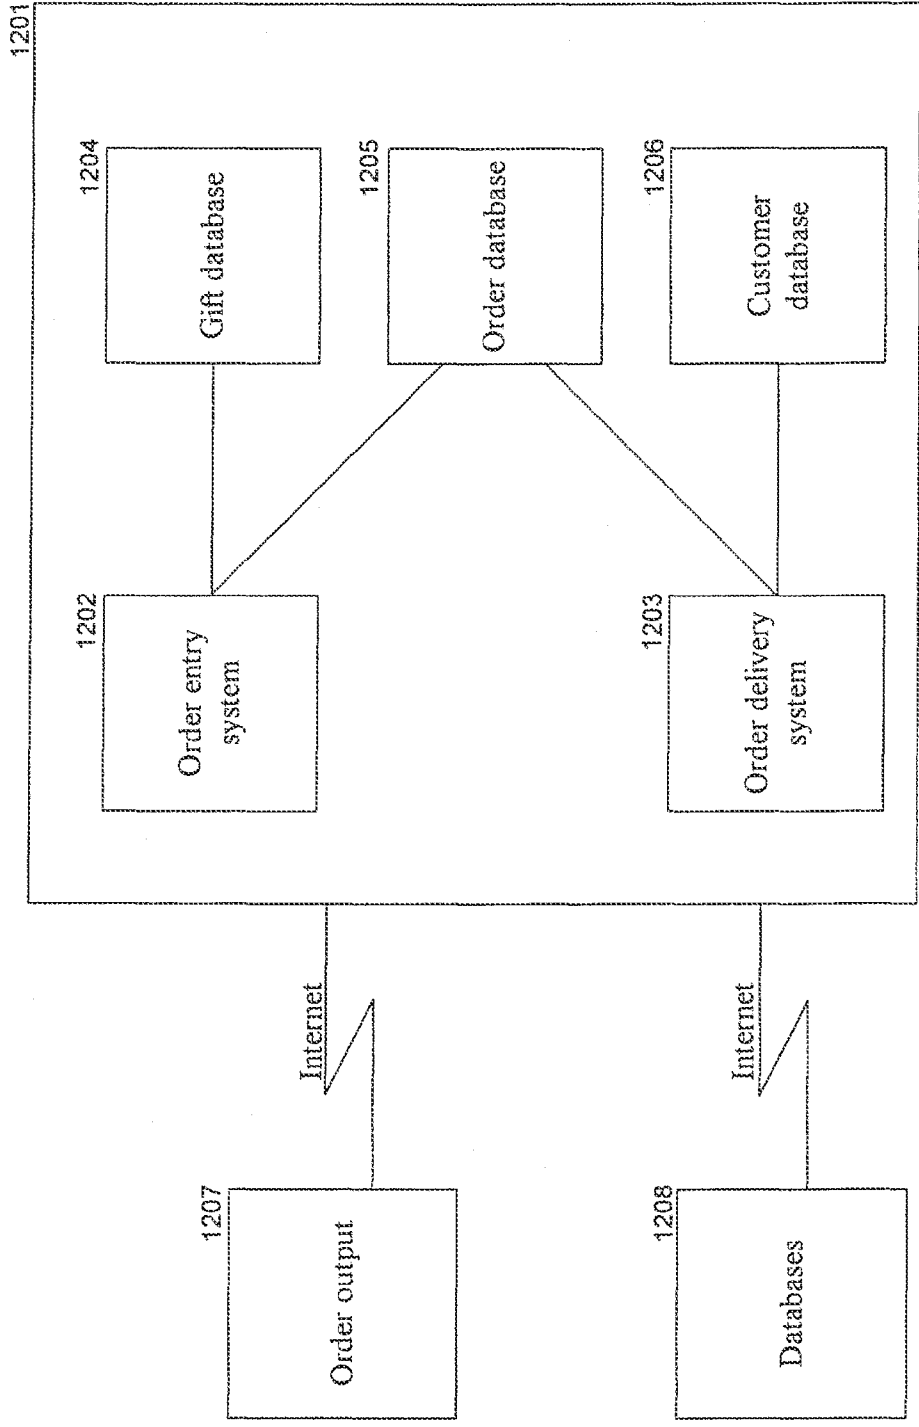 1201
1202
Order entry
system
1204
Gift database
1205
Order database
1203
Order delivery
system
1206
Customer
database
Internet
Internet
1207
Order output
1208
Databases